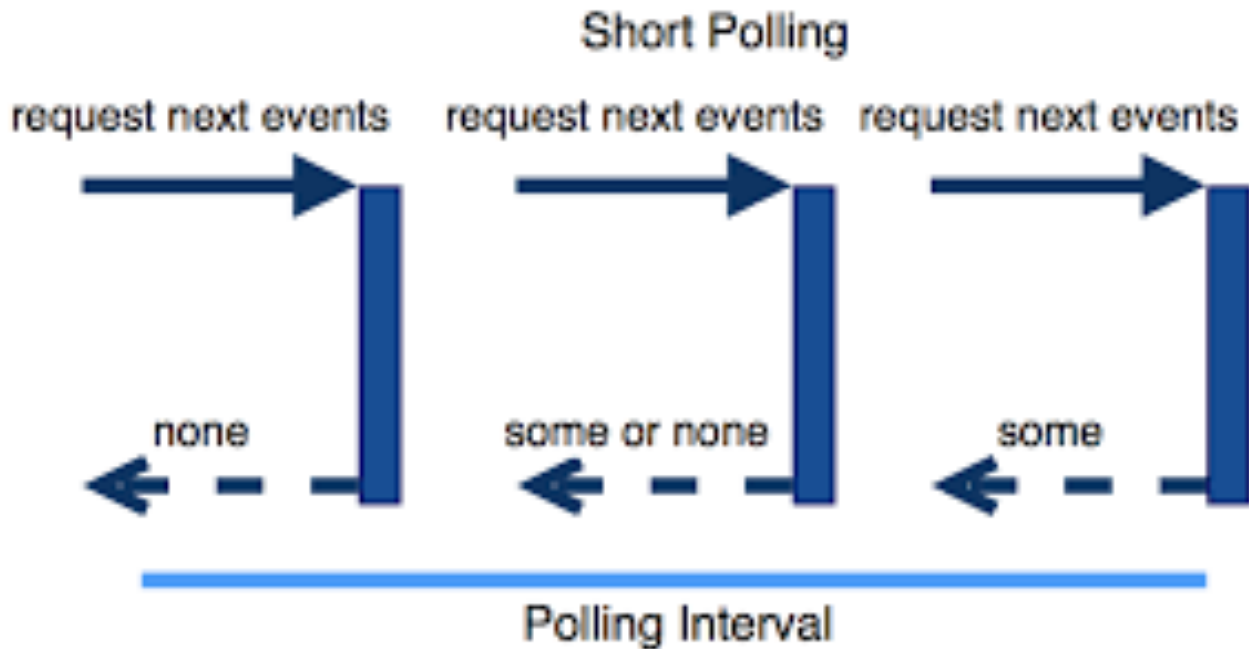 Short Polling
request next events
request next events
request next events
none
some or none
some
Polling Interval